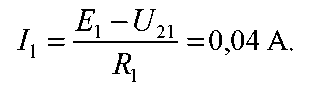 I₁ = (E₁ − U₂₁) / R₁ = 0,04 A.